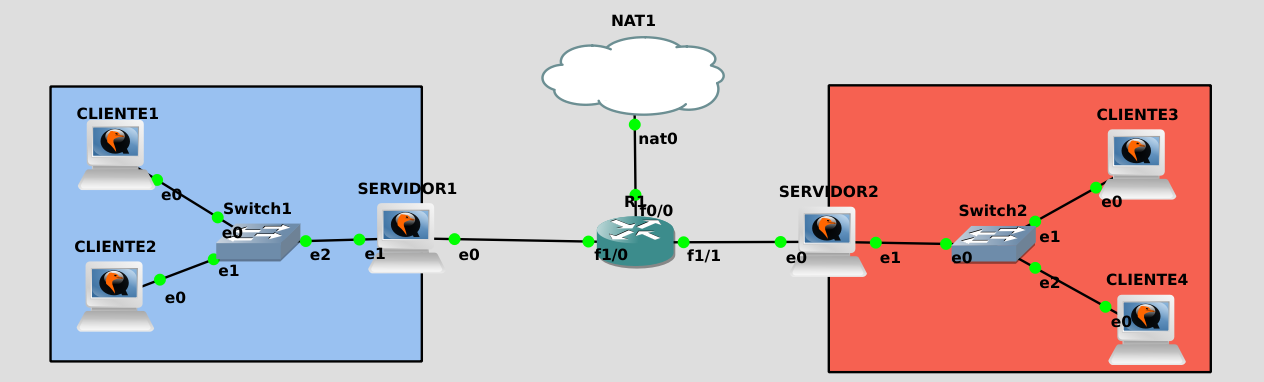 NAT1
nat0
R1
f0/0
f1/0
f1/1
CLIENTE1
e0
Switch1
e0
CLIENTE2
e0
e1
e2
SERVIDOR1
e1
e0
SERVIDOR2
e0
e1
Switch2
e0
e1
e2
CLIENTE3
e0
CLIENTE4
e0